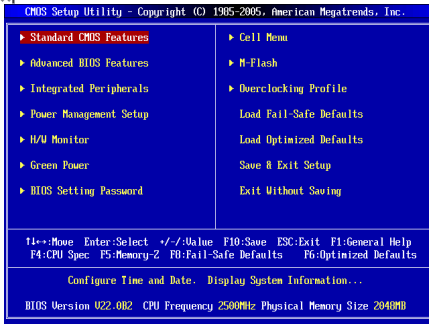 CMOS Setup Utility - Copyright (C) 1985-2005, American Megatrends, Inc.
▶ Standard CMOS Features
▶ Advanced BIOS Features
▶ Integrated Peripherals
▶ Power Management Setup
▶ H/W Monitor
▶ Green Power
▶ BIOS Setting Password
▶ Cell Menu
▶ M-Flash
▶ Overclocking Profile
Load Fail-Safe Defaults
Load Optimized Defaults
Save & Exit Setup
Exit Without Saving
↑↓←→:Move Enter:Select +/-/:Value F10:Save ESC:Exit F1:General Help
F4:CPU Spec F5:Memory-Z F8:Fail-Safe Defaults F6:Optimized Defaults
Configure Time and Date. Display System Information...
BIOS Version V22.0B2 CPU Frequency 2500MHz Physical Memory Size 2048MB